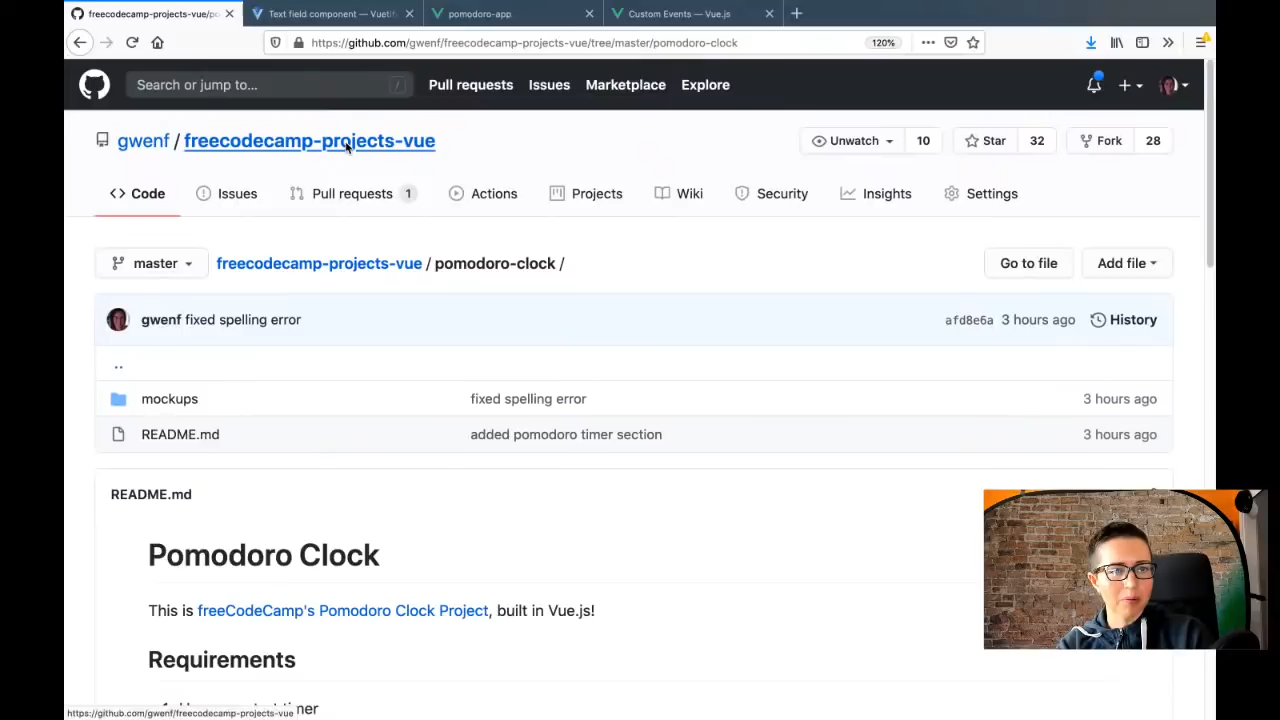 freecodecamp-projects-vue/po
Text field component — Vuetif
pomodoro-app
Custom Events — Vue.js
https://github.com/gwenf/freecodecamp-projects-vue/tree/master/pomodoro-clock
120%
Search or jump to...
/
Pull requests
Issues
Marketplace
Explore
gwenf / freecodecamp-projects-vue
Unwatch
10
Star
32
Fork
28
Code
Issues
Pull requests
1
Actions
Projects
Wiki
Security
Insights
Settings
master
freecodecamp-projects-vue / pomodoro-clock /
Go to file
Add file
gwenf fixed spelling error
afd8e6a 3 hours ago
History
..
mockups
fixed spelling error
3 hours ago
README.md
added pomodoro timer section
3 hours ago
README.md
Pomodoro Clock
This is freeCodeCamp's Pomodoro Clock Project, built in Vue.js!
Requirements
timer
https://github.com/gwenf/freecodecamp-projects-vue